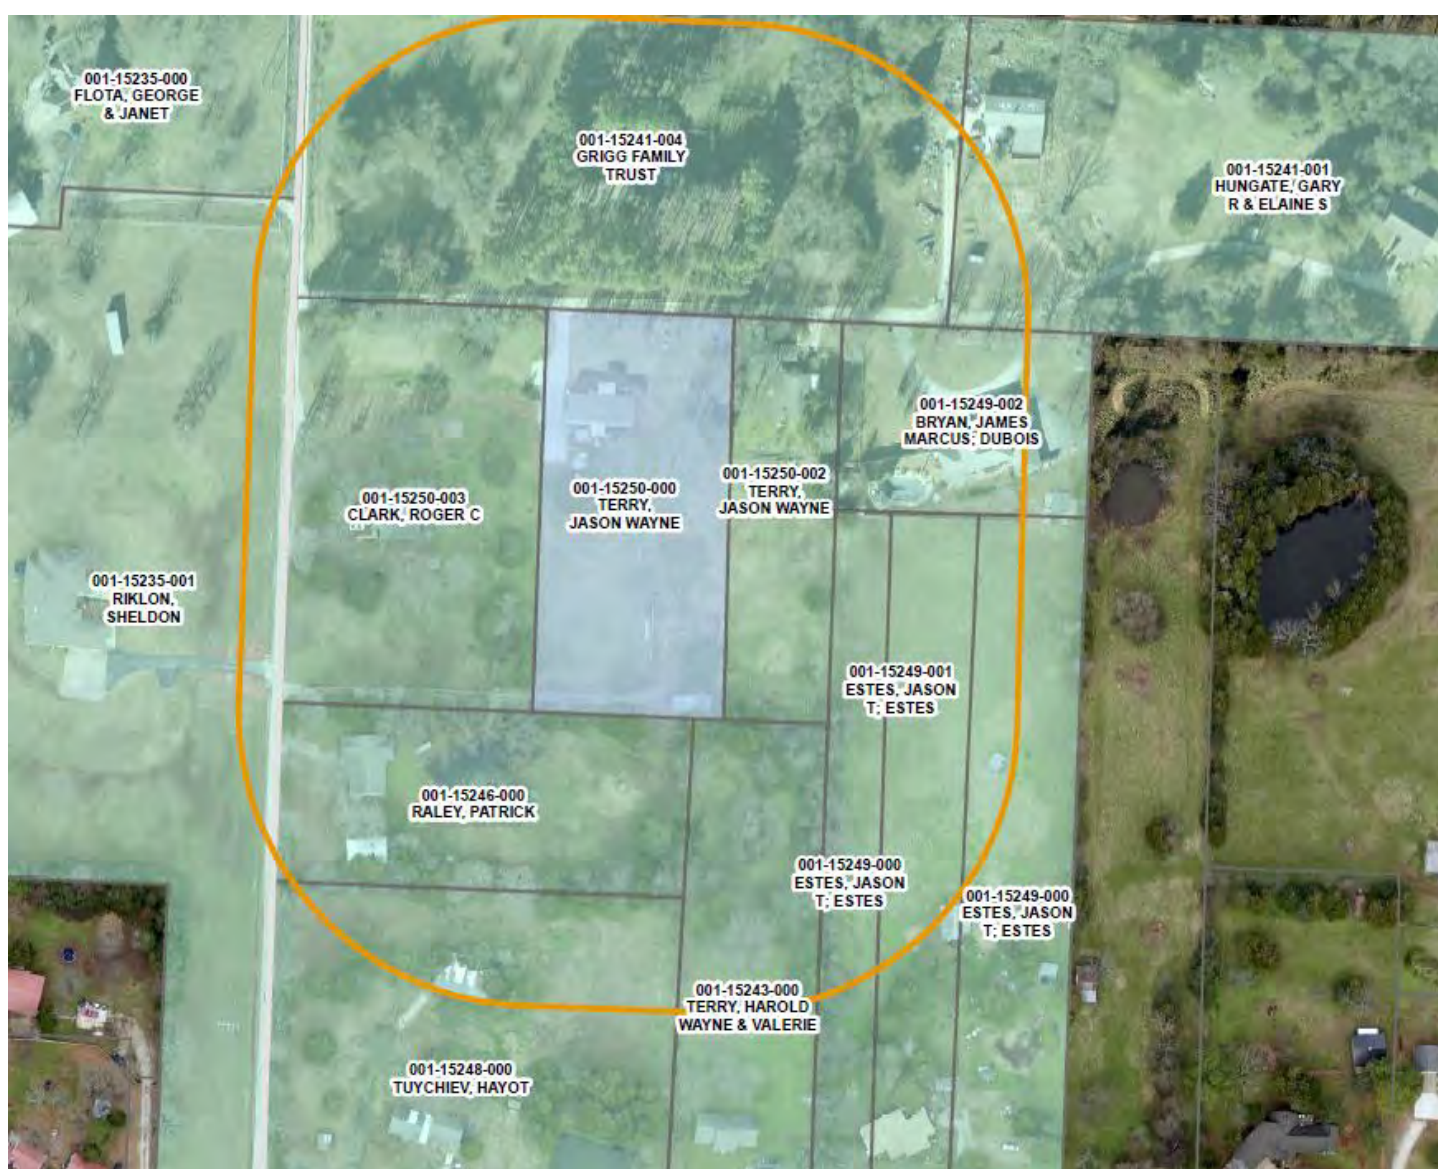 001-15235-000
FLOTA, GEORGE
& JANET
001-15241-004
GRIGG FAMILY
TRUST
001-15241-001
HUNGATE, GARY
R & ELAINE S
001-15249-002
BRYAN, JAMES
MARCUS; DUBOIS
001-15250-003
CLARK, ROGER C
001-15250-000
TERRY,
JASON WAYNE
001-15250-002
TERRY,
JASON WAYNE
001-15235-001
RIKLON,
SHELDON
001-15249-001
ESTES, JASON
T; ESTES
001-15246-000
RALEY, PATRICK
001-15249-000
ESTES, JASON
T; ESTES
001-15249-000
ESTES, JASON
T; ESTES
001-15243-000
TERRY, HAROLD
WAYNE & VALERIE
001-15248-000
TUYCHIEV, HAYOT